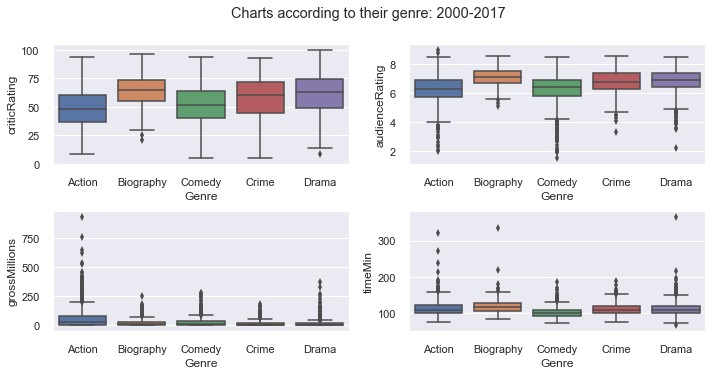 Charts according to their genre: 2000-2017
criticRating
100
75
50
25
0
Action Biography Comedy Crime Drama
Genre
audienceRating
8
6
4
2
Action Biography Comedy Crime Drama
Genre
grossMillions
750
500
250
0
Action Biography Comedy Crime Drama
Genre
timeMin
300
200
100
Action Biography Comedy Crime Drama
Genre